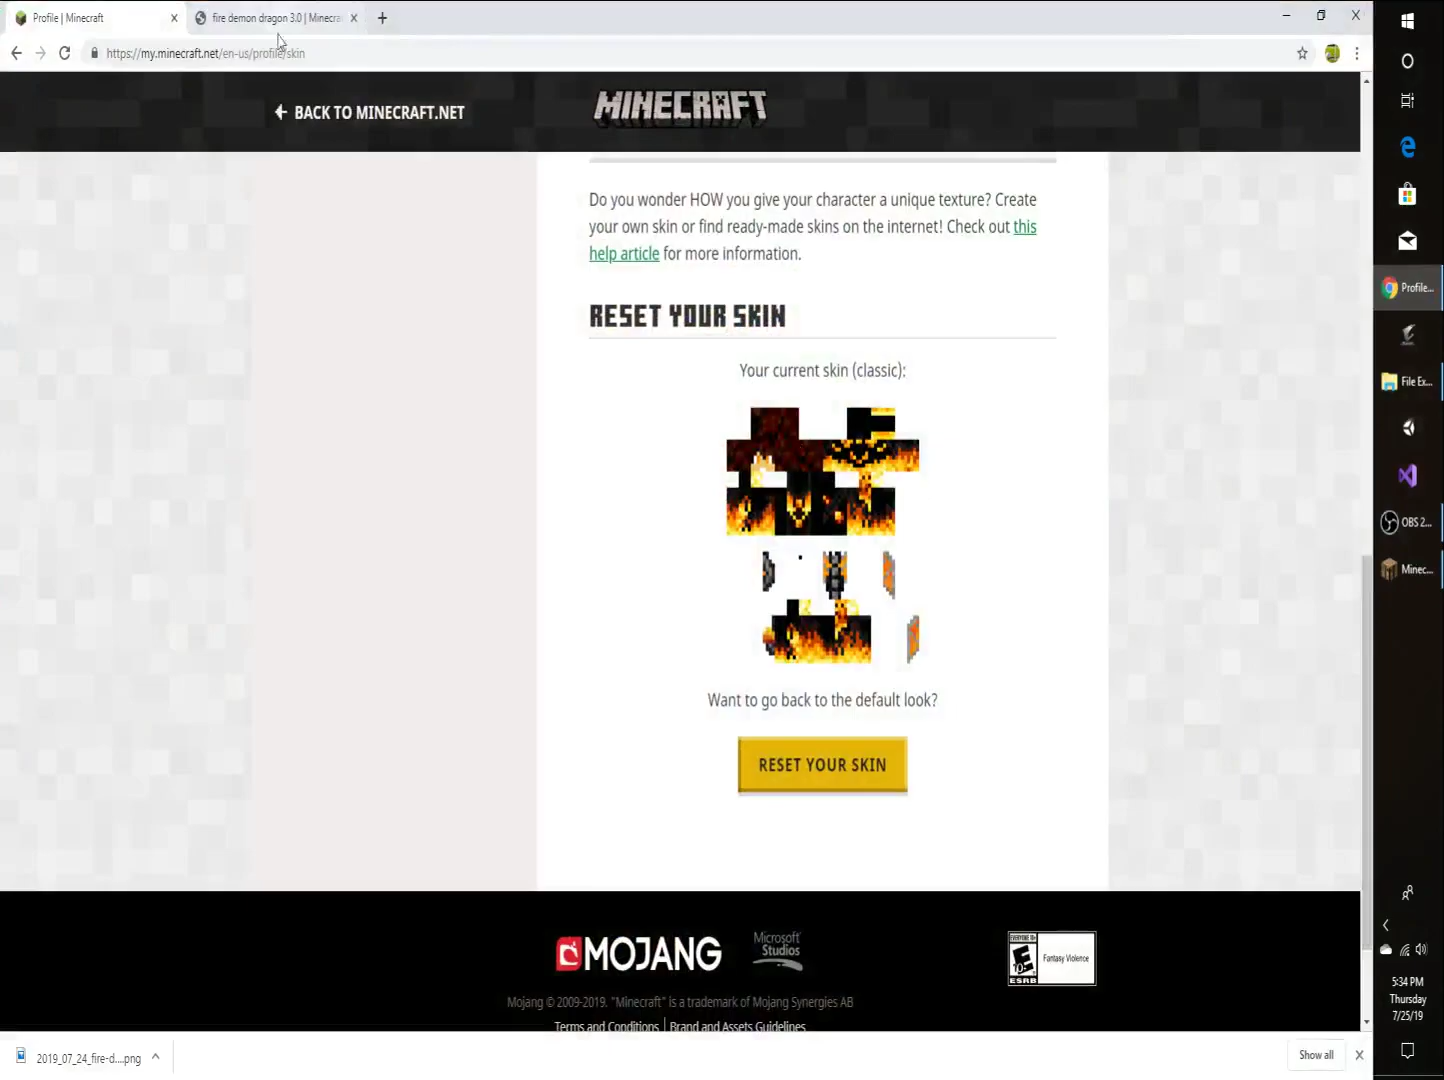 Profile | Minecraft
fire demon dragon 3.0 | Minecra
https://my.minecraft.net/en-us/profile/skin
BACK TO MINECRAFT.NET
MINECRAFT
Do you wonder HOW you give your character a unique texture? Create
your own skin or find ready-made skins on the internet! Check out this
help article for more information.
RESET YOUR SKIN
Your current skin (classic):
Want to go back to the default look?
RESET YOUR SKIN
MOJANG
Microsoft
Studios
EVERYONE 10+
E
10+
ESRB
Fantasy Violence
Mojang © 2009-2019. "Minecraft" is a trademark of Mojang Synergies AB
Terms and Conditions | Brand and Assets Guidelines
2019_07_24_fire-d....png
Show all
Profile...
File Ex...
OBS 2...
Minec...
5:34 PM
Thursday
7/25/19